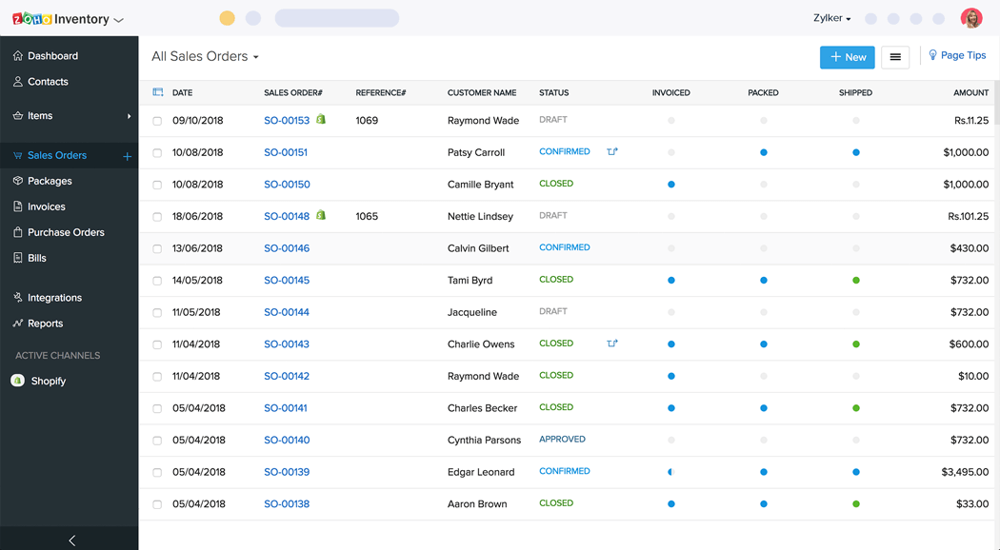 ZOHO Inventory
Zylker
Dashboard
Contacts
Items
Sales Orders +
Packages
Invoices
Purchase Orders
Bills
Integrations
Reports
ACTIVE CHANNELS
Shopify
All Sales Orders
+ New
Page Tips
DATE SALES ORDER# REFERENCE# CUSTOMER NAME STATUS INVOICED PACKED SHIPPED AMOUNT
09/10/2018 SO-00153 1069 Raymond Wade DRAFT Rs.11.25
10/08/2018 SO-00151 Patsy Carroll CONFIRMED $1,000.00
10/08/2018 SO-00150 Camille Bryant CLOSED $1,000.00
18/06/2018 SO-00148 1065 Nettie Lindsey DRAFT Rs.101.25
13/06/2018 SO-00146 Calvin Gilbert CONFIRMED $430.00
14/05/2018 SO-00145 Tami Byrd CLOSED $732.00
11/05/2018 SO-00144 Jacqueline DRAFT $732.00
11/04/2018 SO-00143 Charlie Owens CLOSED $600.00
11/04/2018 SO-00142 Raymond Wade CLOSED $10.00
05/04/2018 SO-00141 Charles Becker CLOSED $732.00
05/04/2018 SO-00140 Cynthia Parsons APPROVED $732.00
05/04/2018 SO-00139 Edgar Leonard CONFIRMED $3,495.00
05/04/2018 SO-00138 Aaron Brown CLOSED $33.00